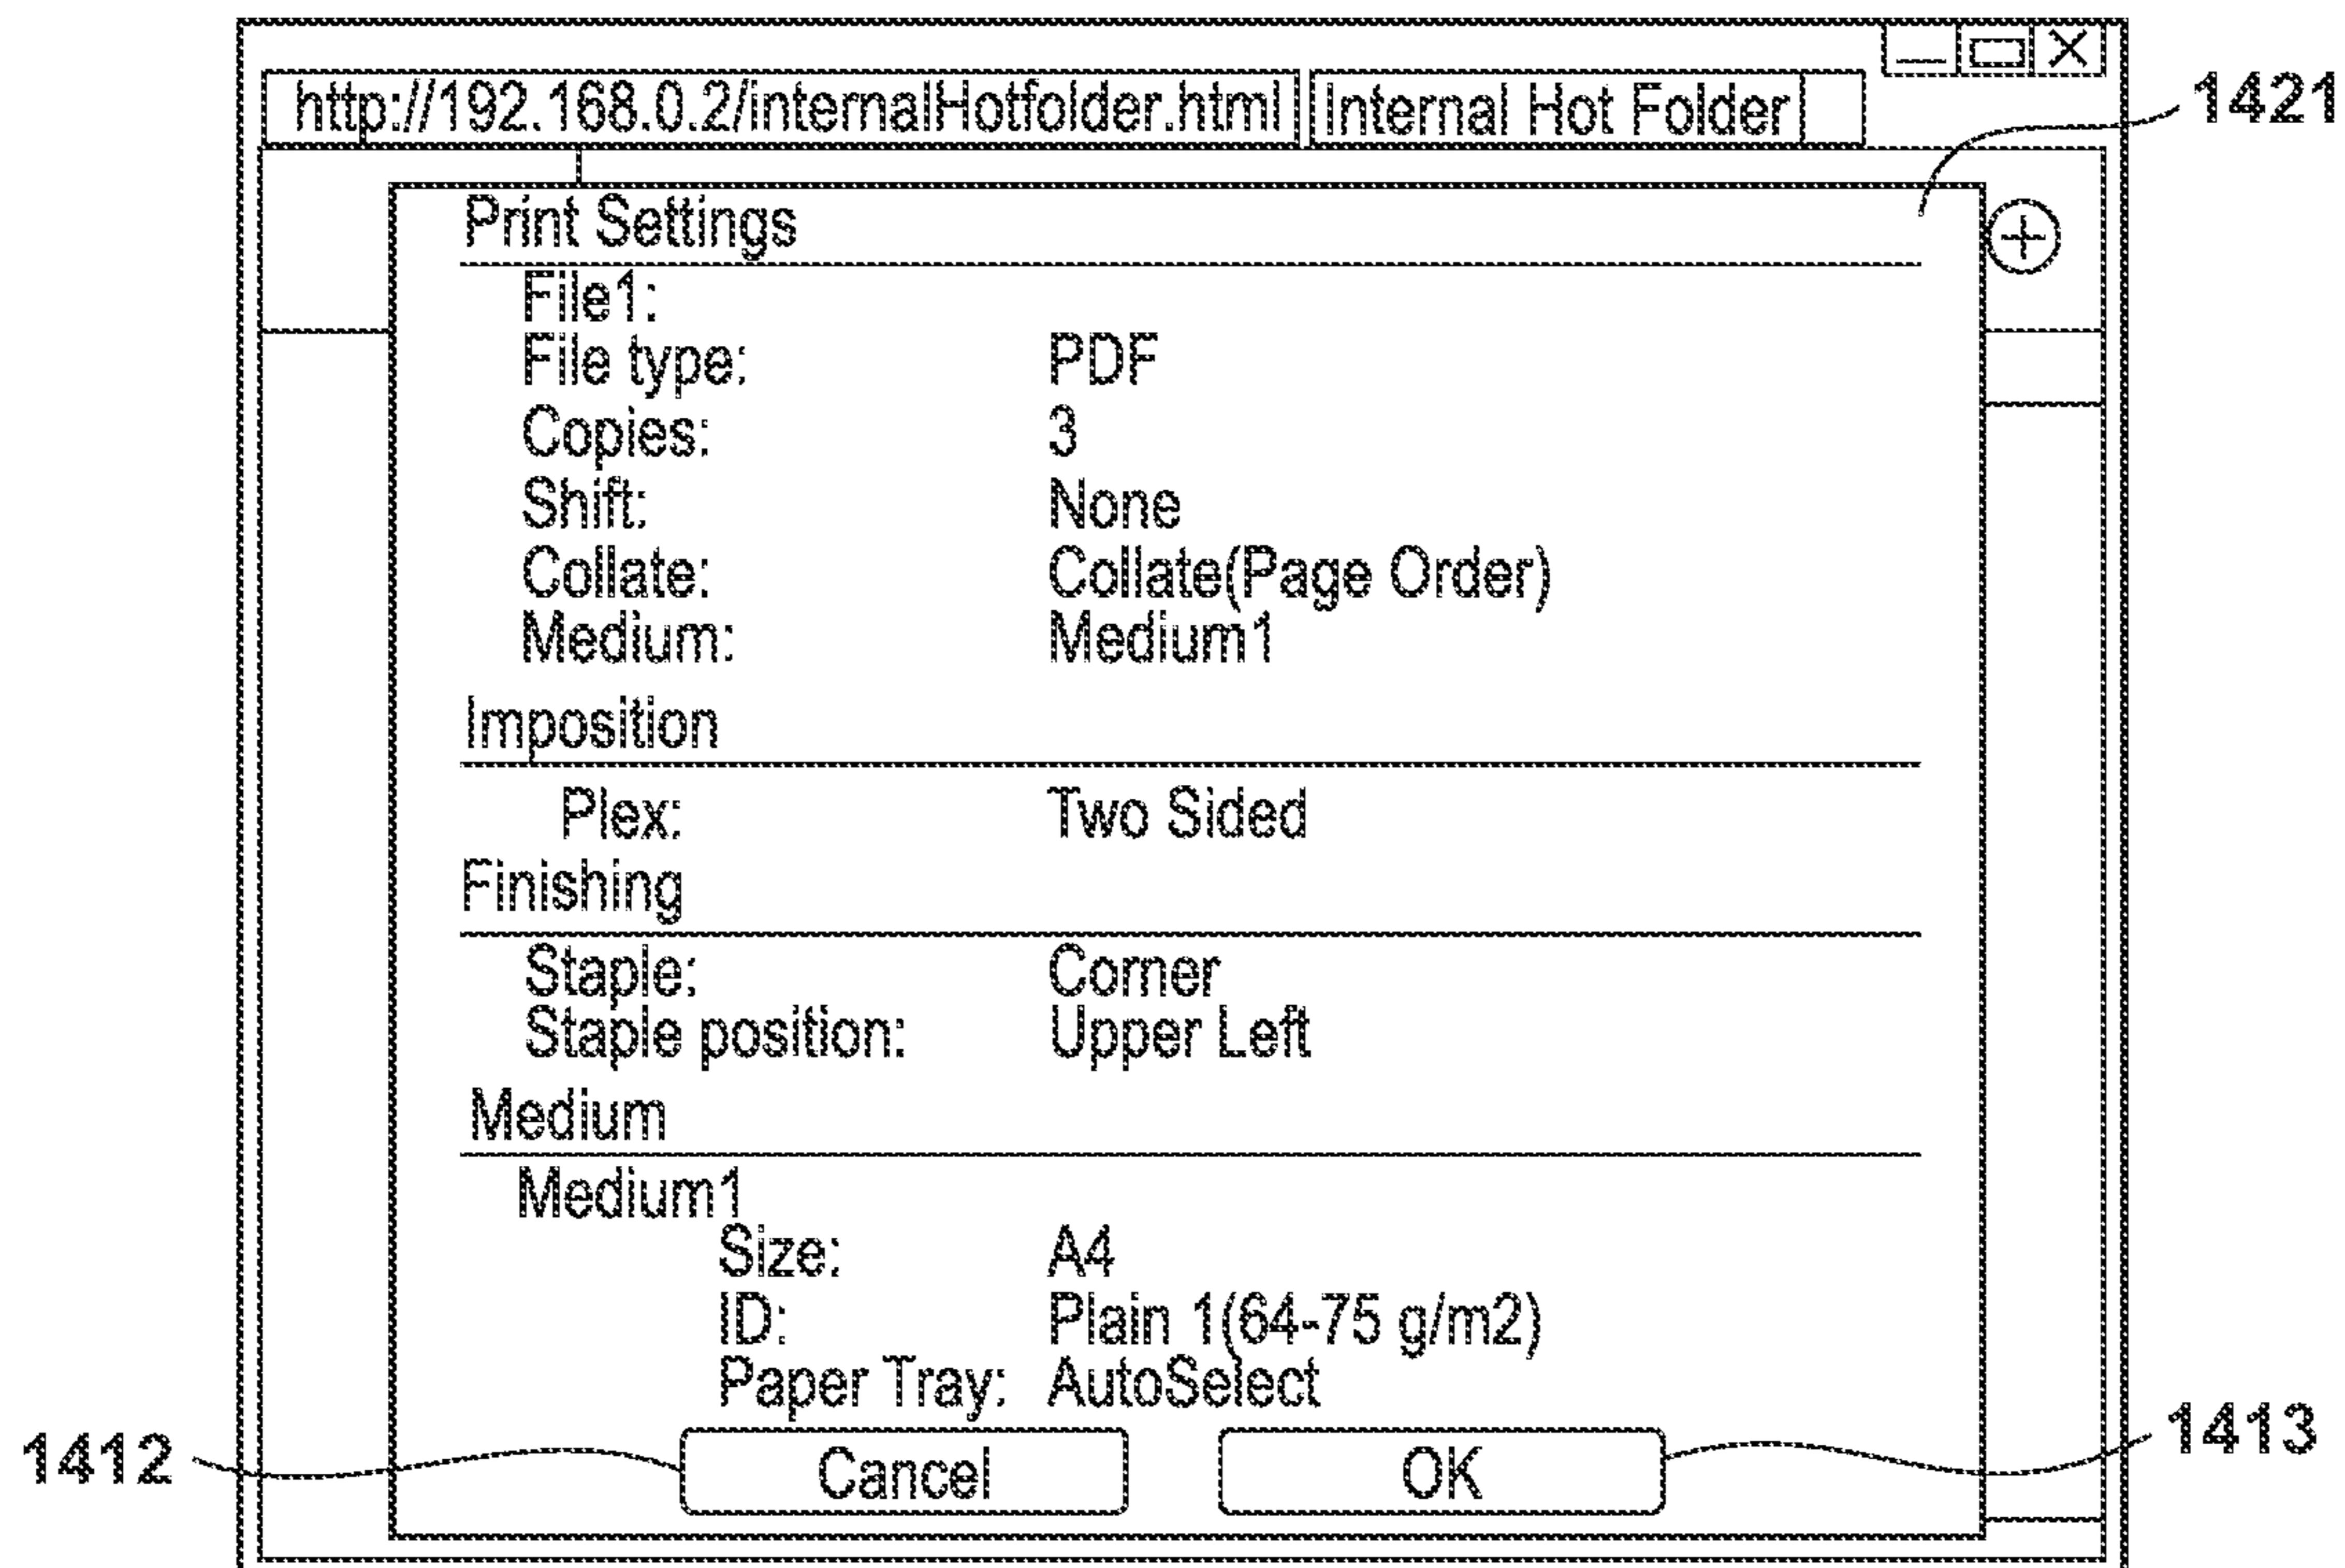 http://192.168.0.2/internalHotfolder.html Internal Hot Folder
1421
Print Settings
File1:
File type: PDF
Copies: 3
Shift: None
Collate: Collate(Page Order)
Medium: Medium1
Imposition
Plex: Two Sided
Finishing
Staple: Corner
Staple position: Upper Left
Medium
Medium1
Size: A4
ID: Plain 1(64-75 g/m2)
Paper Tray: AutoSelect
1412 Cancel OK 1413